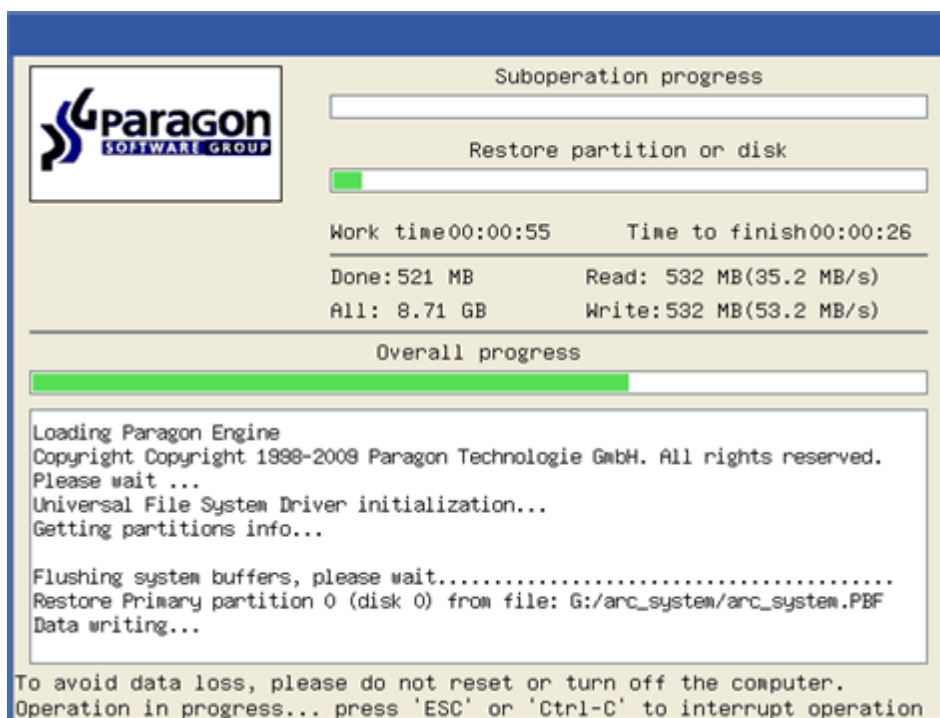 Paragon
SOFTWARE GROUP
Suboperation progress
Restore partition or disk
Work time00:00:55 Time to finish00:00:26
Done:521 MB Read: 532 MB(35.2 MB/s)
All: 8.71 GB Write:532 MB(53.2 MB/s)
Overall progress
Loading Paragon Engine
Copyright Copyright 1998-2009 Paragon Technologie GmbH. All rights reserved.
Please wait ...
Universal File System Driver initialization...
Getting partitions info...
Flushing system buffers, please wait.......................................
Restore Primary partition 0 (disk 0) from file: G:/arc_system/arc_system.PBF
Data writing...
To avoid data loss, please do not reset or turn off the computer.
Operation in progress... press 'ESC' or 'Ctrl-C' to interrupt operation